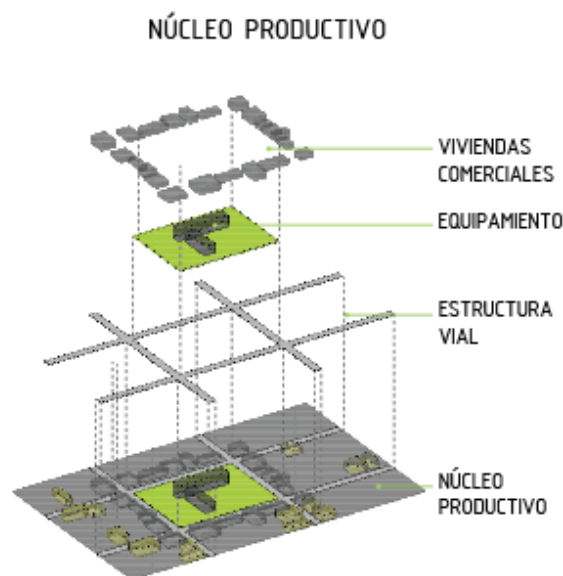 NÚCLEO PRODUCTIVO
VIVIENDAS
COMERCIALES
EQUIPAMIENTO
ESTRUCTURA
VIAL
NÚCLEO
PRODUCTIVO